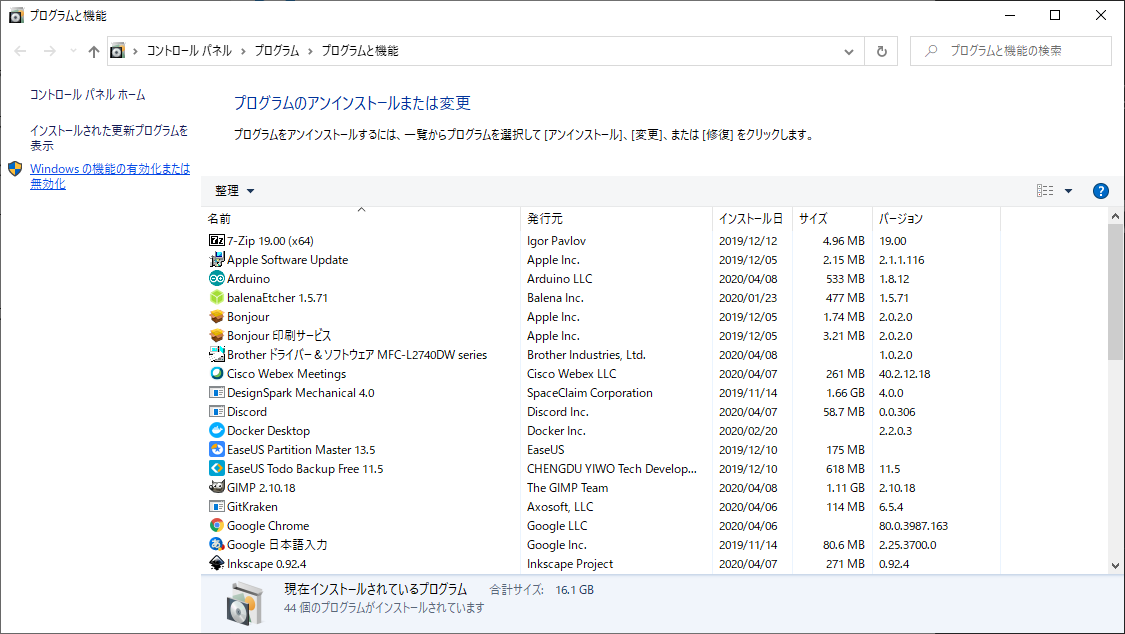 プログラムと機能
コントロール パネル › プログラム › プログラムと機能
プログラムと機能の検索
コントロール パネル ホーム
インストールされた更新プログラムを
表示
Windows の機能の有効化または
無効化
プログラムのアンインストールまたは変更
プログラムをアンインストールするには、一覧からプログラムを選択して [アンインストール]、[変更]、または [修復] をクリックします。
整理
名前 発行元 インストール日 サイズ バージョン
7-Zip 19.00 (x64) Igor Pavlov 2019/12/12 4.96 MB 19.00
Apple Software Update Apple Inc. 2019/12/05 2.15 MB 2.1.1.116
Arduino Arduino LLC 2020/04/08 533 MB 1.8.12
balenaEtcher 1.5.71 Balena Inc. 2020/01/23 477 MB 1.5.71
Bonjour Apple Inc. 2019/12/05 1.74 MB 2.0.2.0
Bonjour 印刷サービス Apple Inc. 2019/12/05 3.21 MB 2.0.2.0
Brother ドライバー & ソフトウェア MFC-L2740DW series Brother Industries, Ltd. 2020/04/08 1.0.2.0
Cisco Webex Meetings Cisco Webex LLC 2020/04/07 261 MB 40.2.12.18
DesignSpark Mechanical 4.0 SpaceClaim Corporation 2019/11/14 1.66 GB 4.0.0
Discord Discord Inc. 2020/04/07 58.7 MB 0.0.306
Docker Desktop Docker Inc. 2020/02/20 2.2.0.3
EaseUS Partition Master 13.5 EaseUS 2019/12/10 175 MB
EaseUS Todo Backup Free 11.5 CHENGDU YIWO Tech Develop... 2019/12/10 618 MB 11.5
GIMP 2.10.18 The GIMP Team 2020/04/08 1.11 GB 2.10.18
GitKraken Axosoft, LLC 2020/04/06 114 MB 6.5.4
Google Chrome Google LLC 2020/04/06 80.0.3987.163
Google 日本語入力 Google Inc. 2019/11/14 80.6 MB 2.25.3700.0
Inkscape 0.92.4 Inkscape Project 2020/04/07 271 MB 0.92.4
現在インストールされているプログラム 合計サイズ: 16.1 GB
44 個のプログラムがインストールされています